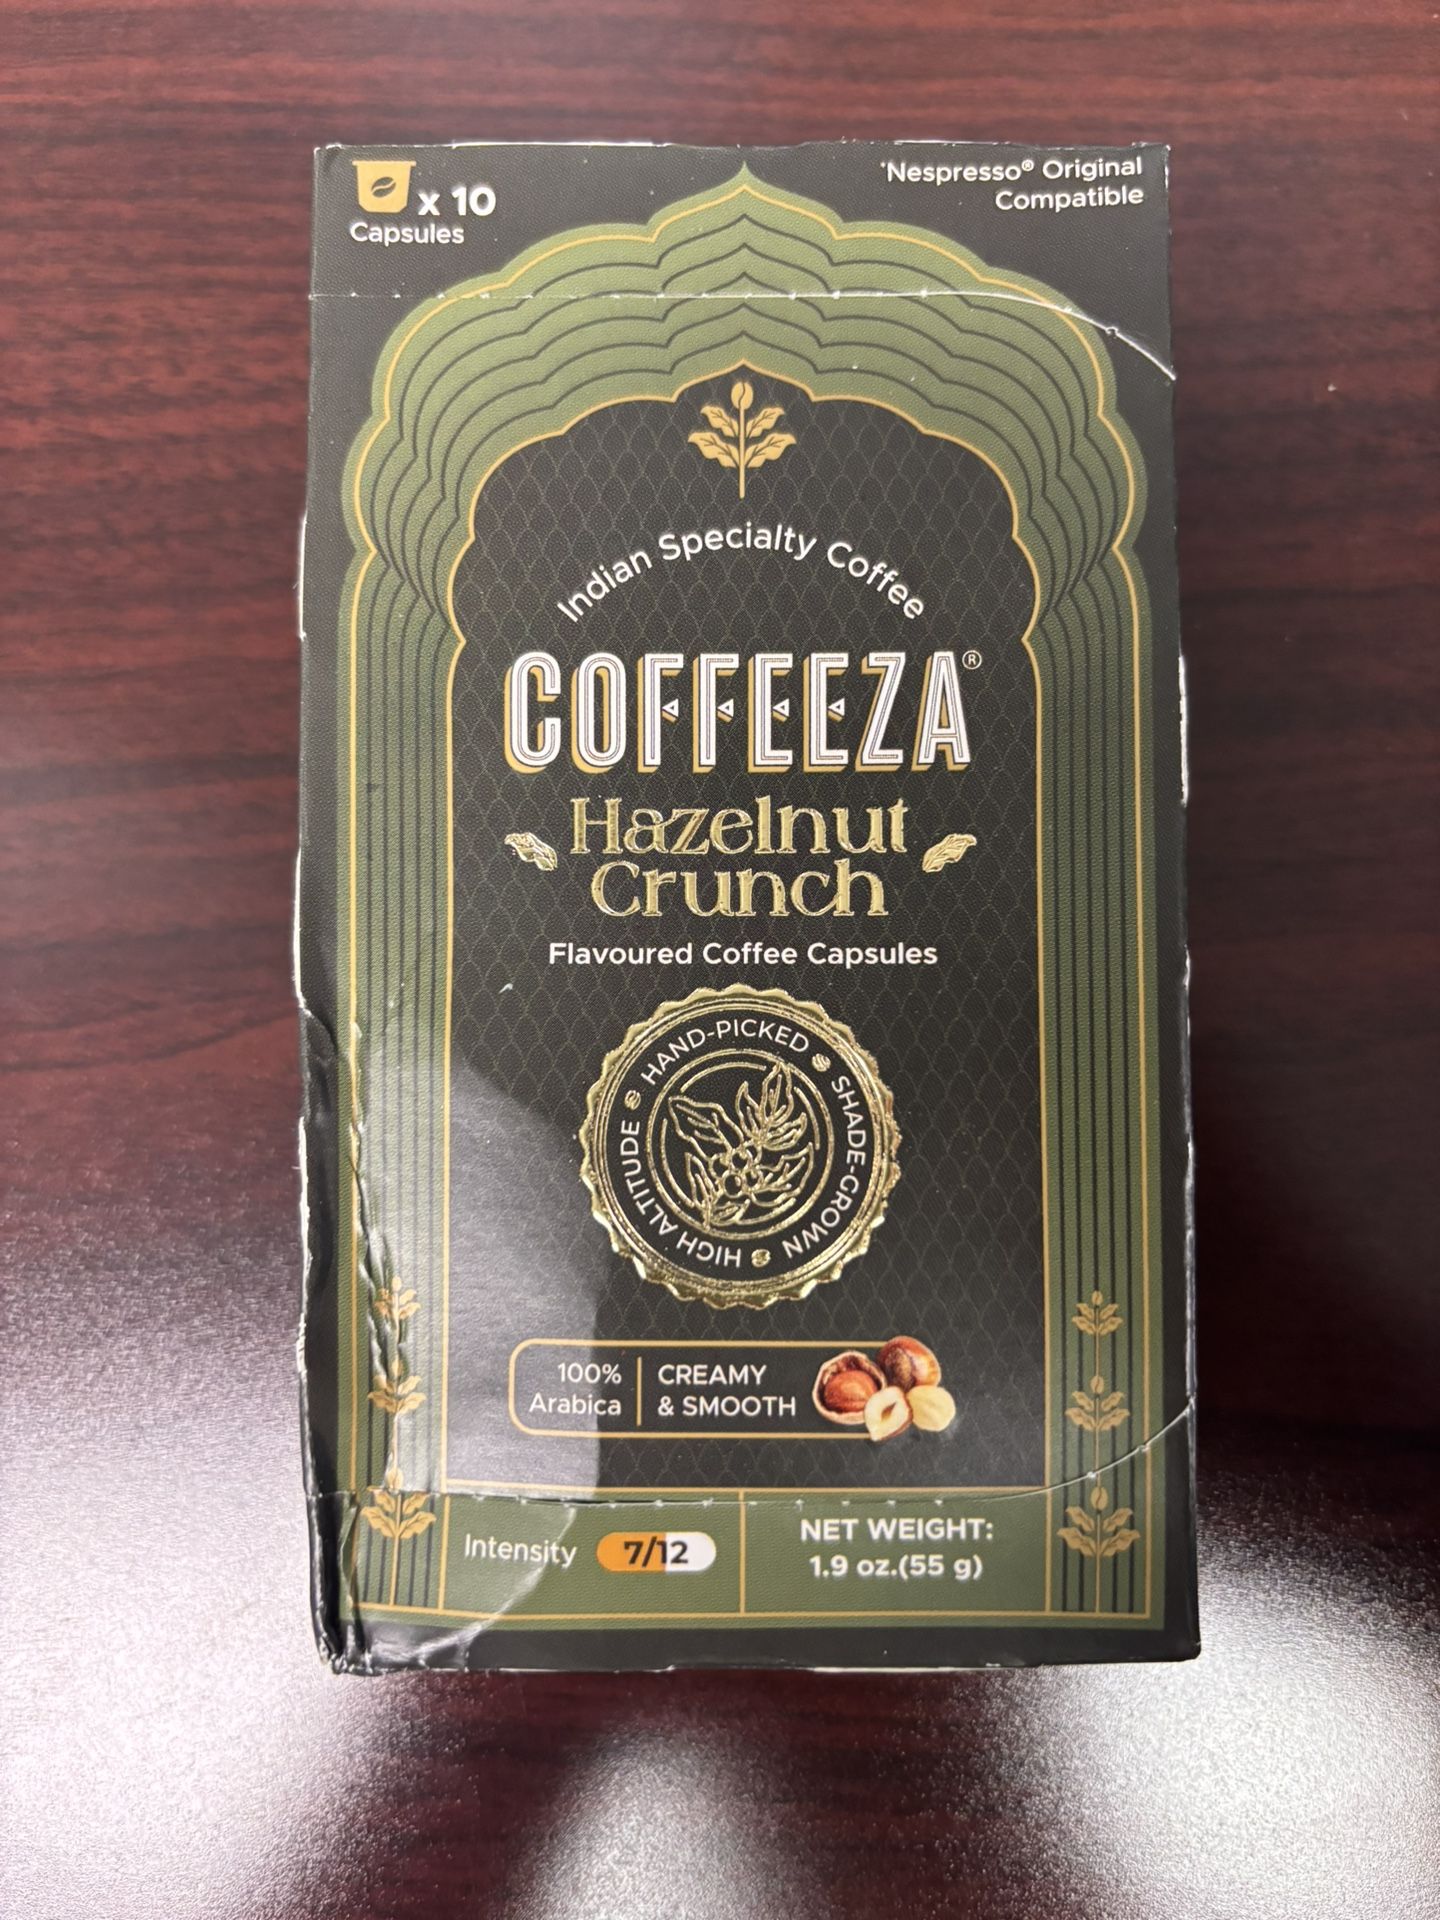 x 10
Capsules
*Nespresso® Original
Compatible
Indian Specialty Coffee
COFFEEZA®
Hazelnut
Crunch
Flavoured Coffee Capsules
HAND-PICKED
SHADE-GROWN
HIGH ALTITUDE
100%
Arabica
CREAMY
& SMOOTH
Intensity 7/12
NET WEIGHT:
1.9 oz.(55 g)